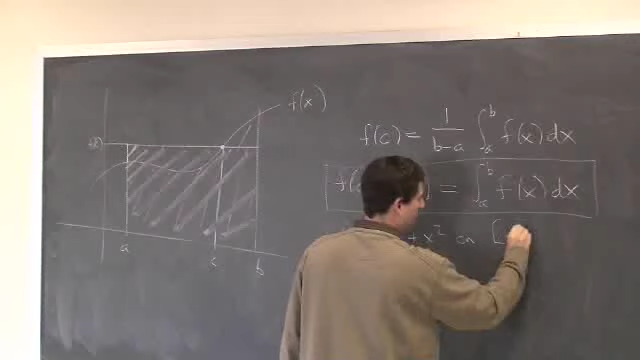 f(x)
f(c)
a c b
f(c) = 1/(b-a) ∫_a^b f(x) dx
= ∫_a^b f(x) dx
+ x² on [